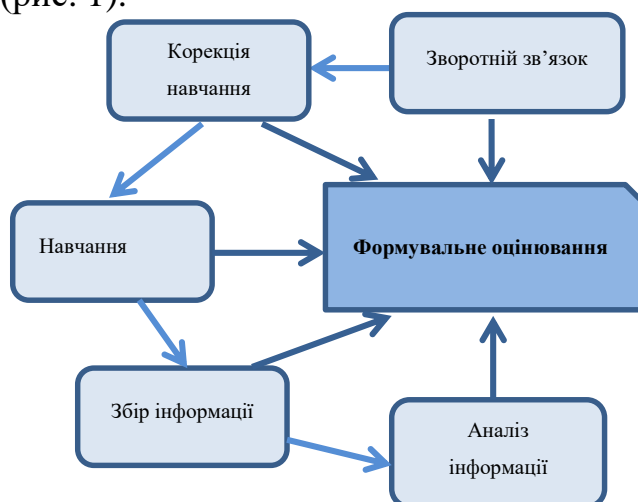 (рис. 1).
Корекція
навчання
Зворотній зв’язок
Навчання
Формувальне оцінювання
Збір інформації
Аналіз
інформації